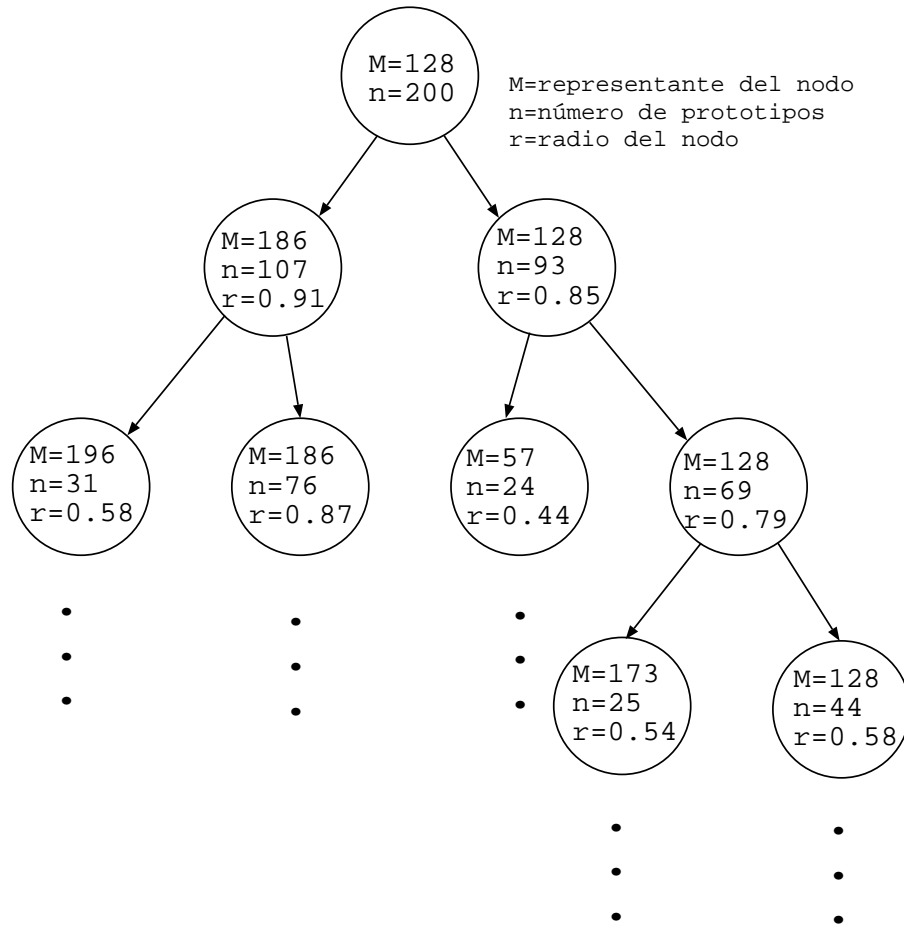 M=128
n=200
M=representante del nodo
n=número de prototipos
r=radio del nodo
M=186
n=107
r=0.91
M=128
n=93
r=0.85
M=196
n=31
r=0.58
M=186
n=76
r=0.87
M=57
n=24
r=0.44
M=128
n=69
r=0.79
M=173
n=25
r=0.54
M=128
n=44
r=0.58